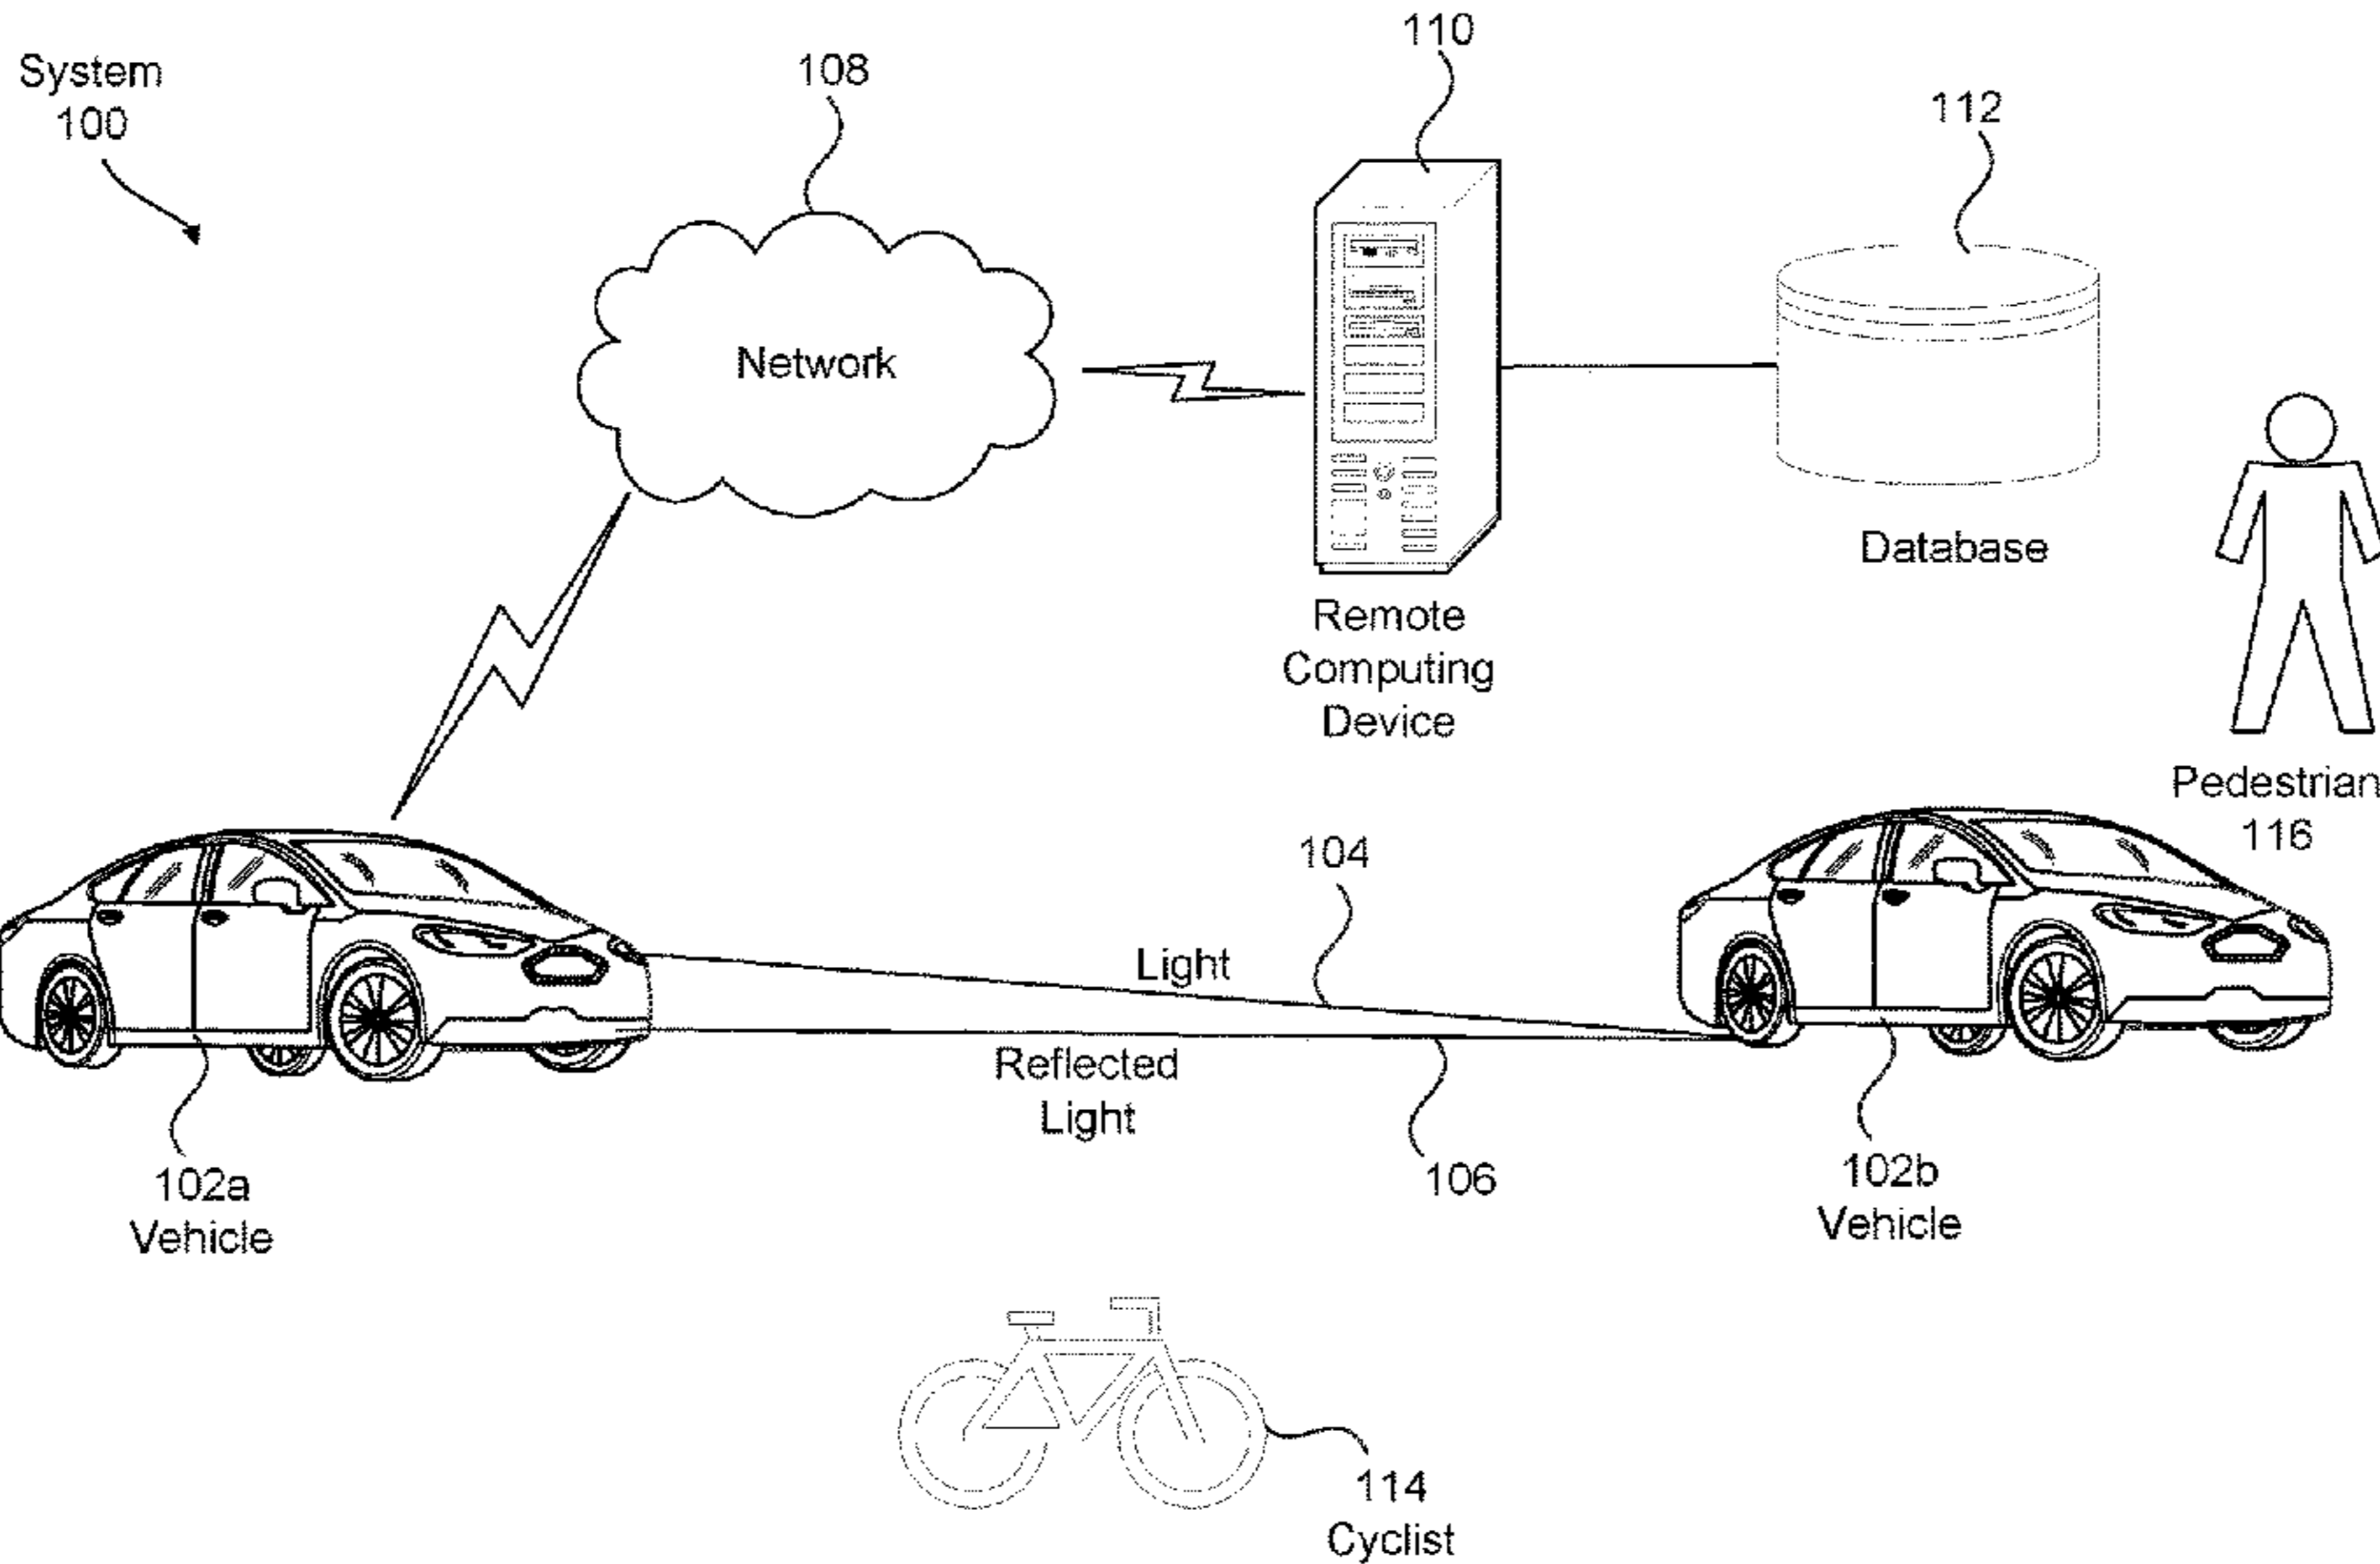 System
100
108
110
112
Network
Database
Remote
Computing
Device
Pedestrian
116
104
Light
Reflected
Light
106
102a
Vehicle
102b
Vehicle
114
Cyclist